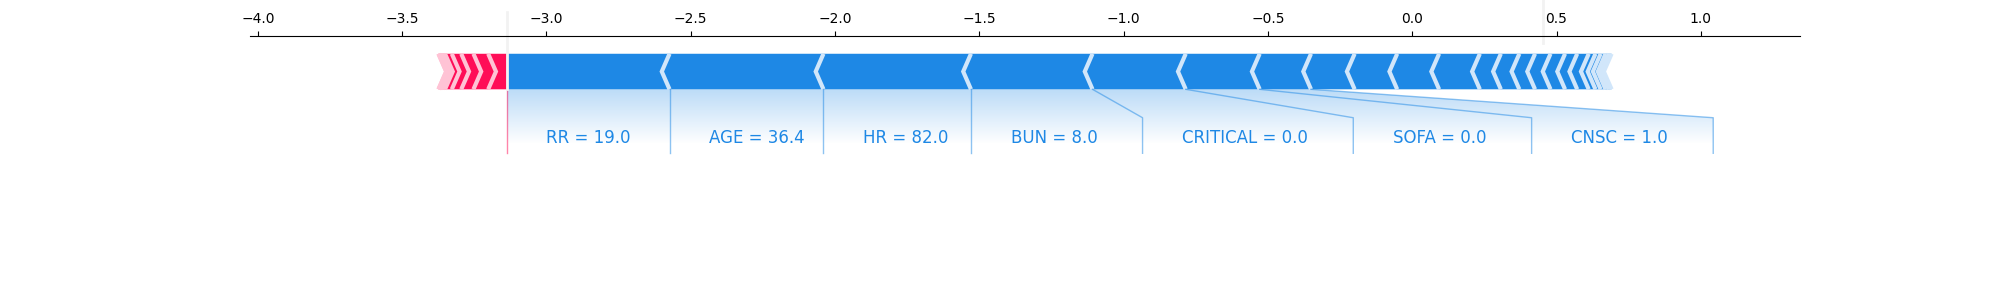 −4.0 −3.5 −3.0 −2.5 −2.0 −1.5 −1.0 −0.5 0.0 0.5 1.0
RR = 19.0 AGE = 36.4 HR = 82.0 BUN = 8.0 CRITICAL = 0.0 SOFA = 0.0 CNSC = 1.0